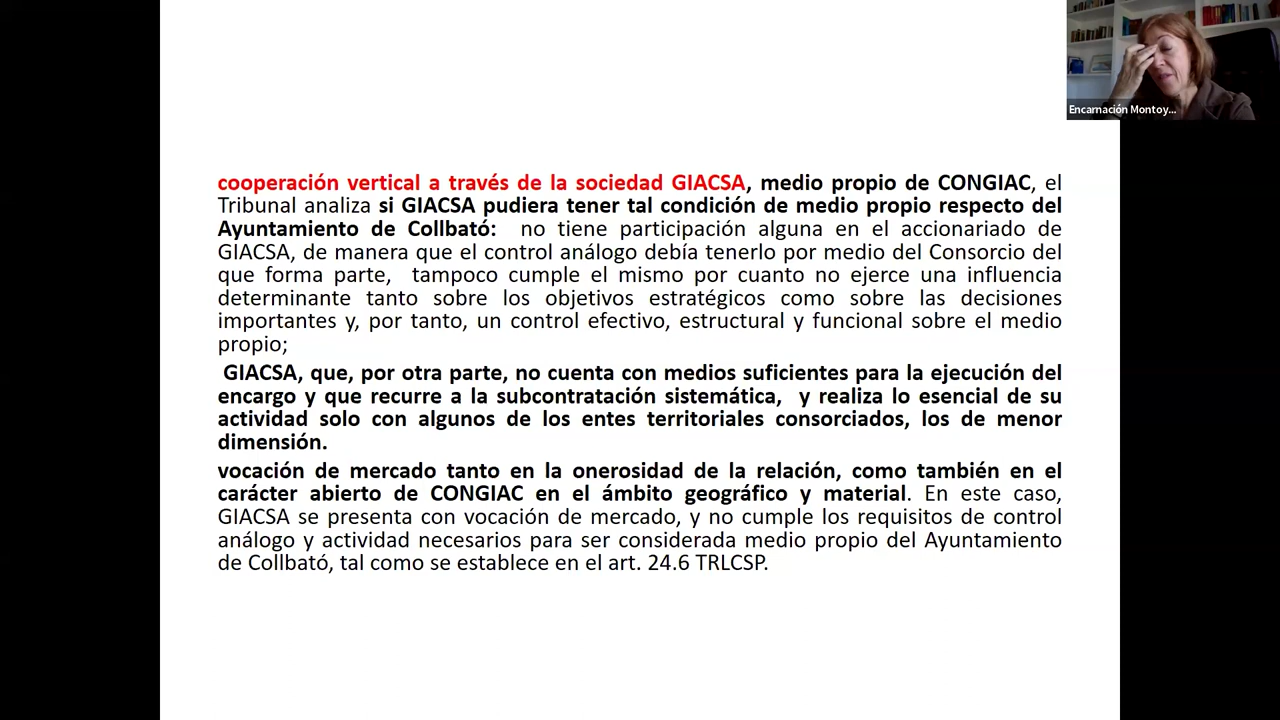 Encarnación Montoy...
cooperación vertical a través de la sociedad GIACSA, medio propio de CONGIAC, el
Tribunal analiza si GIACSA pudiera tener tal condición de medio propio respecto del
Ayuntamiento de Collbató: no tiene participación alguna en el accionariado de
GIACSA, de manera que el control análogo debía tenerlo por medio del Consorcio del
que forma parte, tampoco cumple el mismo por cuanto no ejerce una influencia
determinante tanto sobre los objetivos estratégicos como sobre las decisiones
importantes y, por tanto, un control efectivo, estructural y funcional sobre el medio
propio;
GIACSA, que, por otra parte, no cuenta con medios suficientes para la ejecución del
encargo y que recurre a la subcontratación sistemática, y realiza lo esencial de su
actividad solo con algunos de los entes territoriales consorciados, los de menor
dimensión.
vocación de mercado tanto en la onerosidad de la relación, como también en el
carácter abierto de CONGIAC en el ámbito geográfico y material. En este caso,
GIACSA se presenta con vocación de mercado, y no cumple los requisitos de control
análogo y actividad necesarios para ser considerada medio propio del Ayuntamiento
de Collbató, tal como se establece en el art. 24.6 TRLCSP.